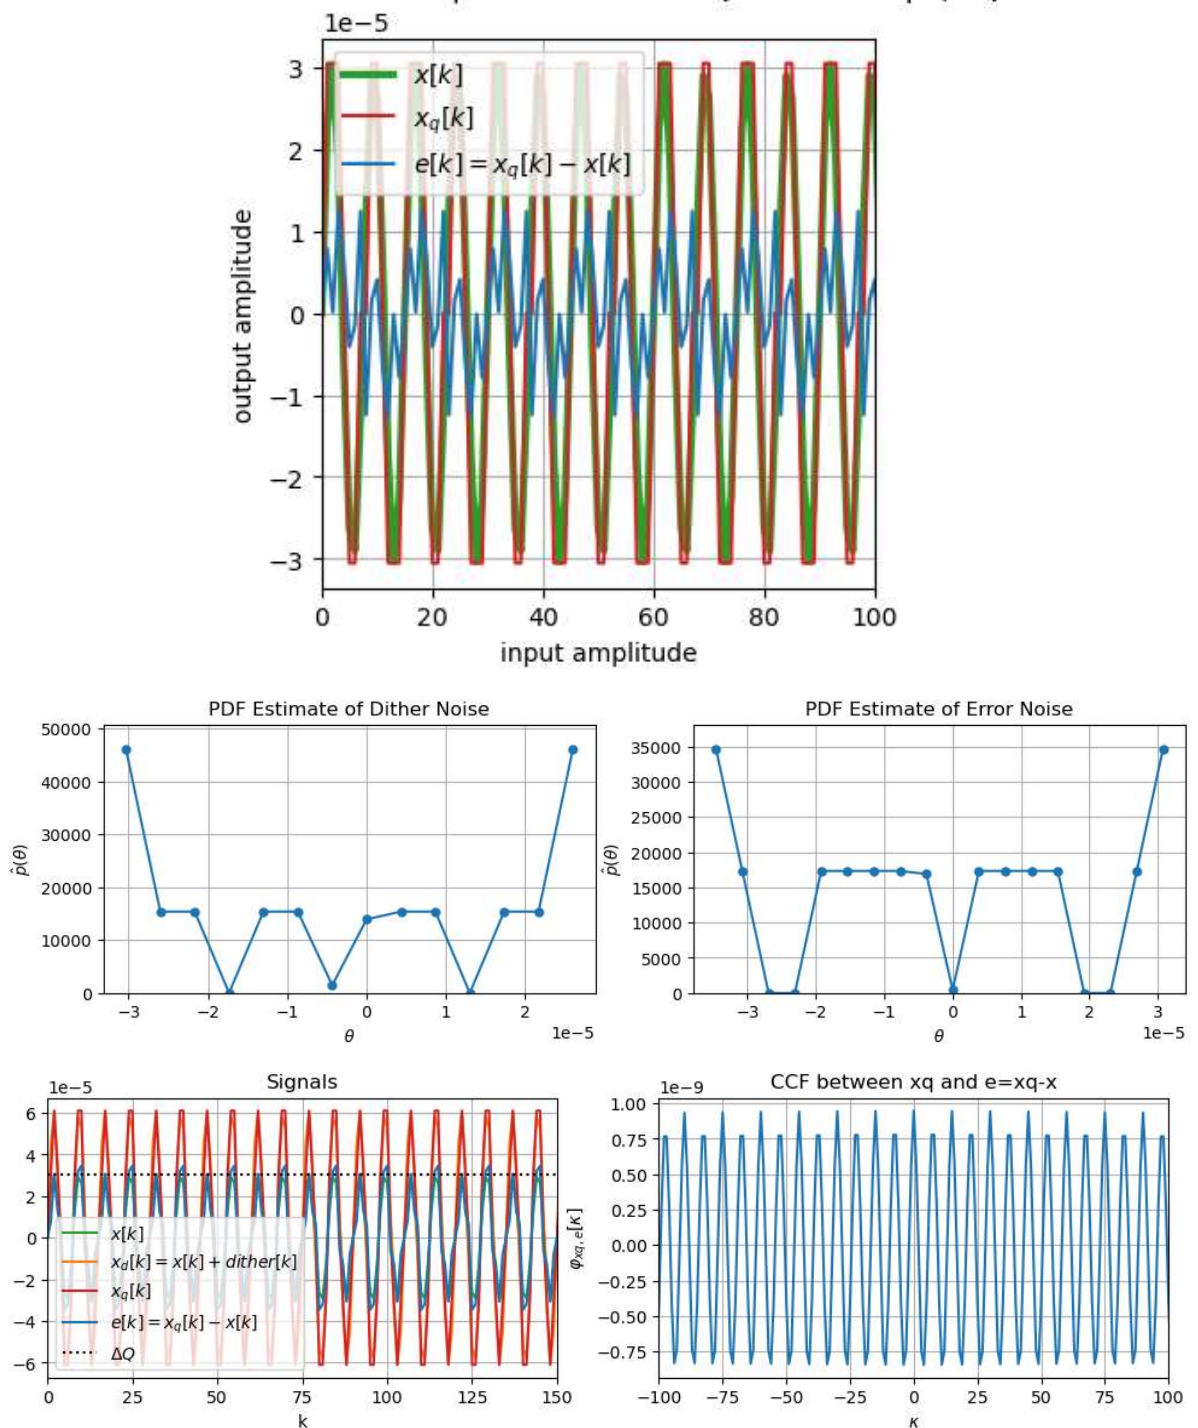 1e−5
x[k]
x_q[k]
e[k] = x_q[k] − x[k]
3
2
1
0
−1
−2
−3
output amplitude
0 20 40 60 80 100
input amplitude
PDF Estimate of Dither Noise
50000
40000
30000
20000
10000
0
p̂(θ)
−3 −2 −1 0 1 2
1e−5
θ
PDF Estimate of Error Noise
35000
30000
25000
20000
15000
10000
5000
0
p̂(θ)
−3 −2 −1 0 1 2 3
1e−5
θ
Signals
1e−5
6
4
2
0
−2
−4
−6
x[k]
x_d[k] = x[k] + dither[k]
x_q[k]
e[k] = x_q[k] − x[k]
ΔQ
0 25 50 75 100 125 150
k
CCF between xq and e=xq-x
1e−9
1.00
0.75
0.50
0.25
0.00
−0.25
−0.50
−0.75
φ_xq,e[κ]
−100 −75 −50 −25 0 25 50 75 100
κ